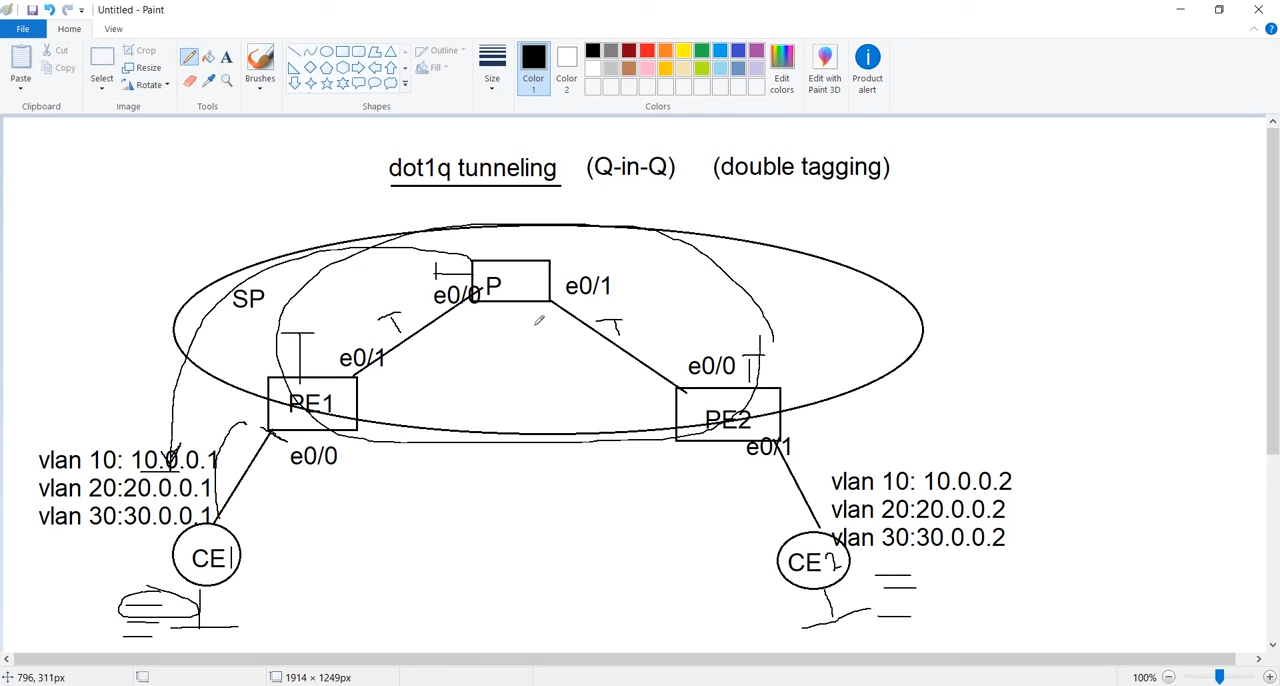 Untitled - Paint
File
Home
View
Paste
Cut
Copy
Clipboard
Select
Crop
Resize
Rotate
Image
A
Tools
Brushes
Shapes
Outline
Fill
Size
Color 1
Color 2
Colors
Edit colors
Edit with Paint 3D
Product alert
dot1q tunneling (Q-in-Q) (double tagging)
SP
P
e0/0
e0/1
T
T
T
T
e0/1
e0/0
PE1
PE2
e0/0
e0/1
vlan 10: 10.0.0.1
vlan 20:20.0.0.1
vlan 30:30.0.0.1
vlan 10: 10.0.0.2
vlan 20:20.0.0.2
vlan 30:30.0.0.2
CE1
CE2
796, 311px
1914 × 1249px
100%